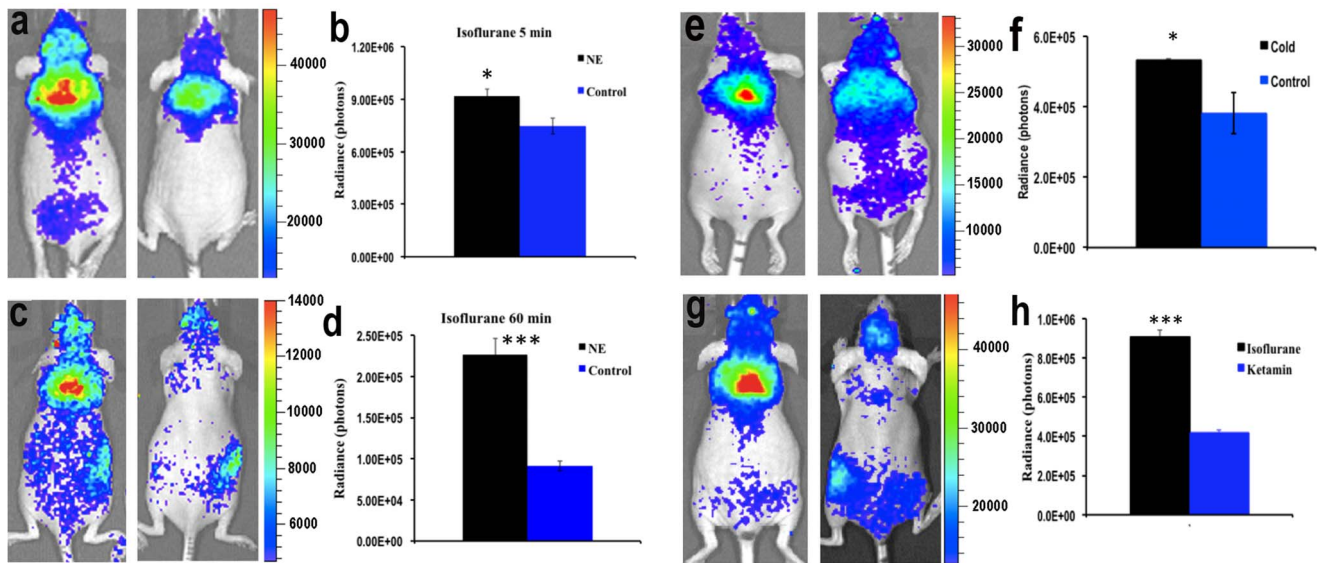 a
40000
30000
20000
b
Isoflurane 5 min
1.20E+06
9.00E+05
6.00E+05
3.00E+05
0.00E+00
Radiance (photons)
*
NE
Control
c
14000
12000
10000
8000
6000
d
Isoflurane 60 min
2.50E+05
2.00E+05
1.50E+05
1.00E+05
5.00E+04
0.00E+00
Radiance (photons)
***
NE
Control
e
30000
25000
20000
15000
10000
f
6.0E+05
4.0E+05
2.0E+05
0.0E+00
Radiance (photons)
*
Cold
Control
g
40000
30000
20000
h
1.0E+06
8.0E+05
6.0E+05
4.0E+05
2.0E+05
0.0E+00
Radiance (photons)
***
Isoflurane
Ketamin